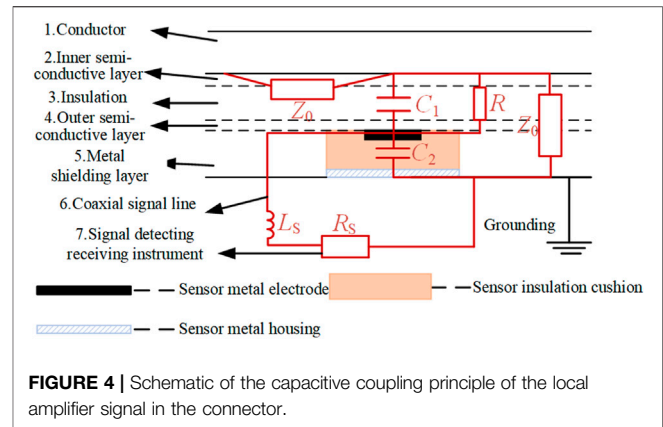 1.Conductor
2.Inner semi-
conductive layer
3.Insulation
4.Outer semi-
conductive layer
5.Metal
shielding layer
6.Coaxial signal line
7.Signal detecting
receiving instrument
Z0
C1
R
Z0
C2
LS
RS
Grounding
Sensor metal electrode
Sensor insulation cushion
Sensor metal housing
FIGURE 4 | Schematic of the capacitive coupling principle of the local
amplifier signal in the connector.